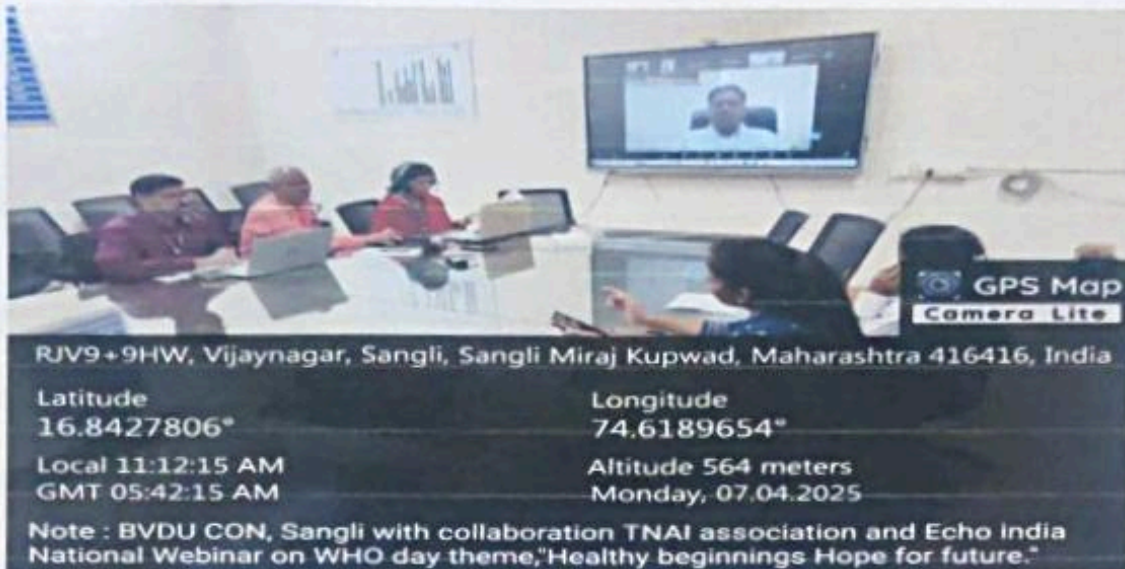 GPS Map
Camera Lite
RJV9+9HW, Vijaynagar, Sangli, Sangli Miraj Kupwad, Maharashtra 416416, India
Latitude
16.8427806°
Longitude
74.6189654°
Local 11:12:15 AM
GMT 05:42:15 AM
Altitude 564 meters
Monday, 07.04.2025
Note : BVDU CON, Sangli with collaboration TNAI association and Echo india
National Webinar on WHO day theme,"Healthy beginnings Hope for future."